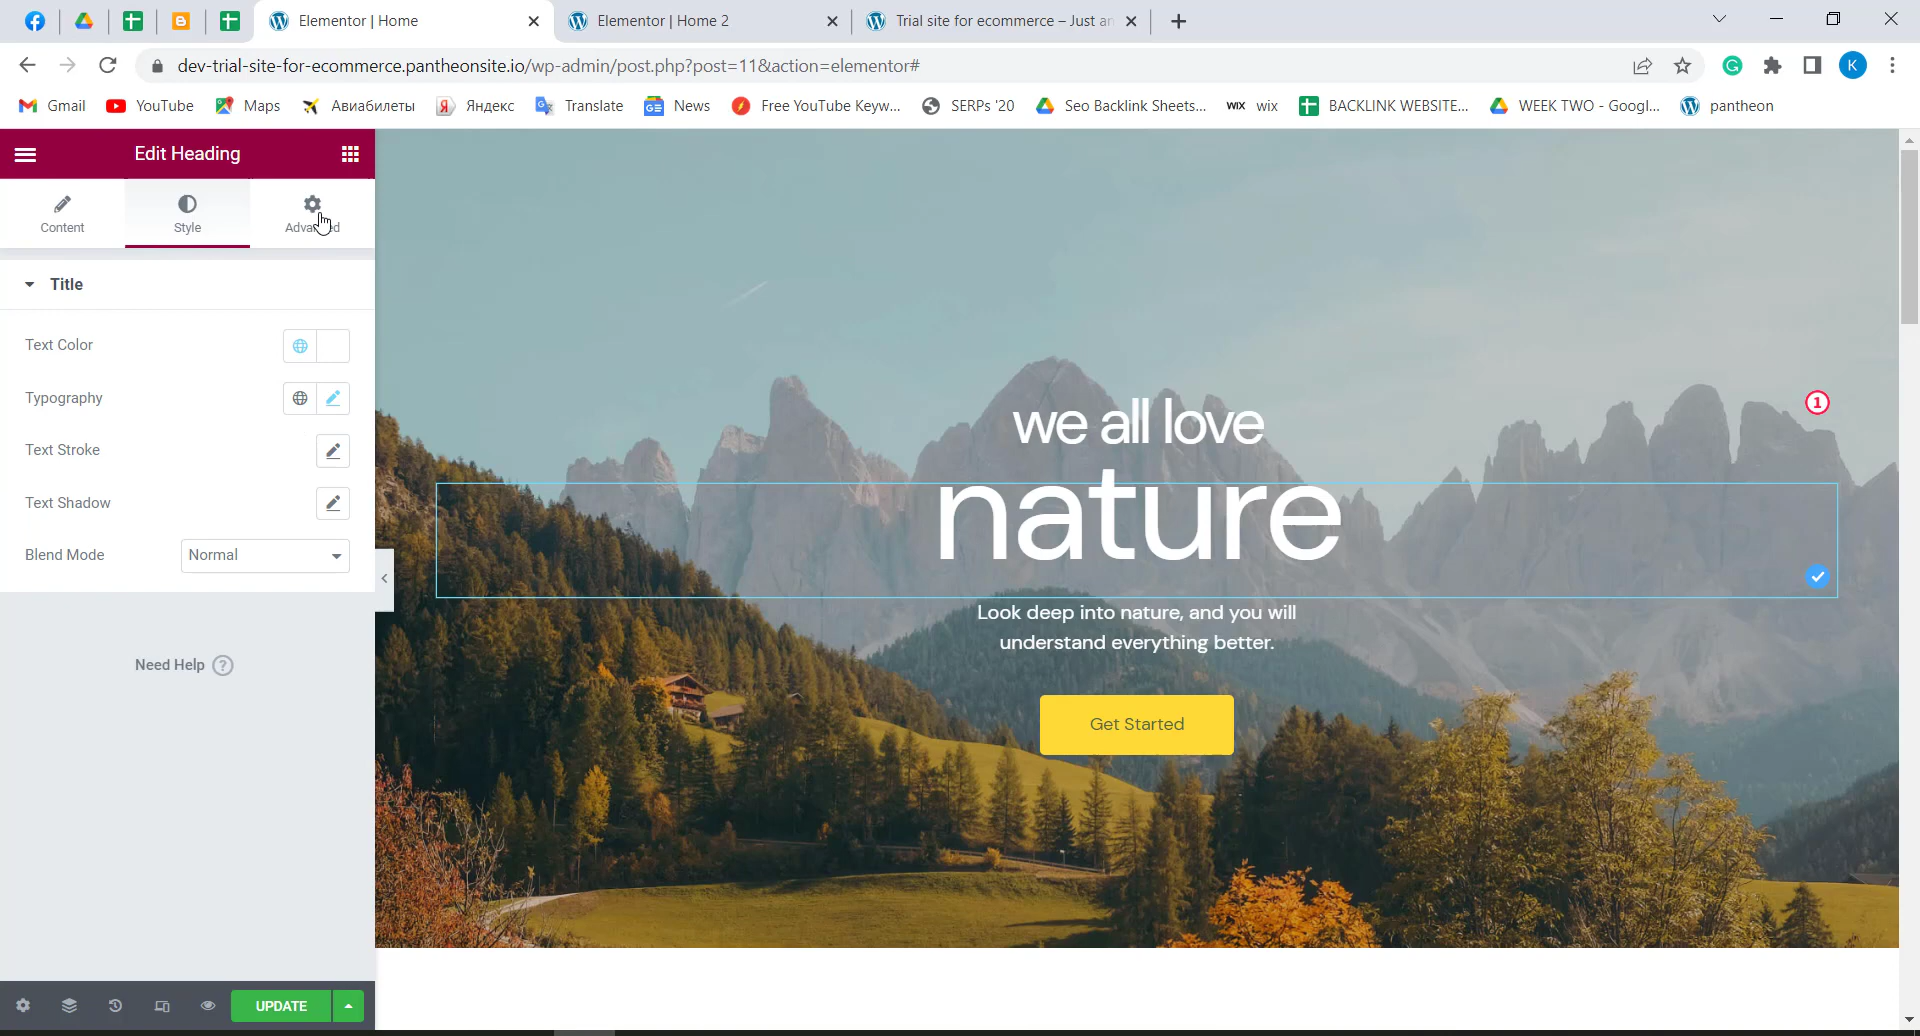 Elementor | Home
Elementor | Home 2
Trial site for ecommerce – Just an
dev-trial-site-for-ecommerce.pantheonsite.io/wp-admin/post.php?post=11&action=elementor#
K
Gmail
YouTube
Maps
Авиабилеты
Яндекс
Translate
News
Free YouTube Keyw...
SERPs '20
Seo Backlink Sheets...
WIX wix
BACKLINK WEBSITE...
WEEK TWO - Googl...
pantheon
Edit Heading
Content
Style
Title
Text Color
Typography
Text Stroke
Text Shadow
Blend Mode
Normal
Need Help ?
UPDATE
we all love
1
nature
Look deep into nature, and you will
understand everything better.
Get Started